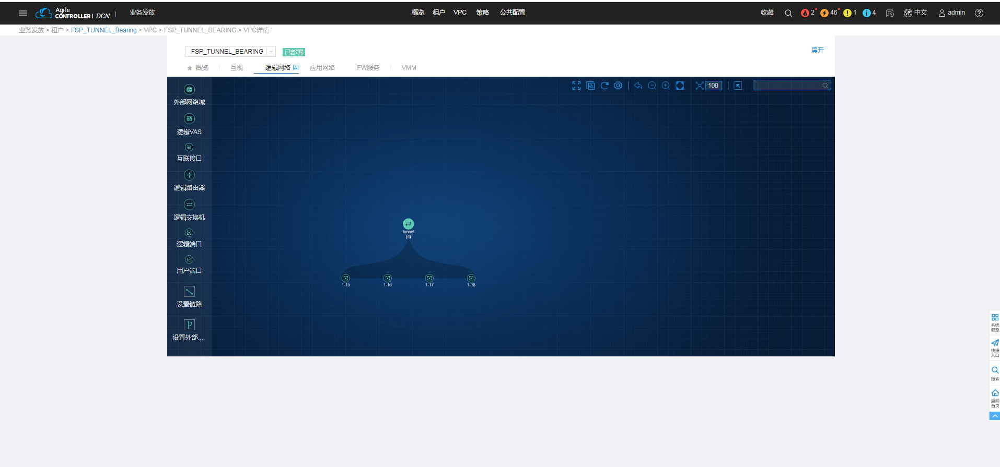 Agile
CONTROLLER | DCN
业务发放
概览 租户 VPC 策略 公共配置
收藏
2 46 1 4
中文 admin
业务发放 > 租户 > FSP_TUNNEL_Bearing > VPC > FSP_TUNNEL_BEARING > VPC详情
FSP_TUNNEL_BEARING 已部署
展开
概览 互视 逻辑网络 应用网络 FW服务 VMM
100
外部网络域
逻辑VAS
互联接口
逻辑路由器
逻辑交换机
逻辑端口
用户端口
设置链路
设置外部...
tunnel
(4)
1-15 1-16 1-17 1-18
系统
概览
快捷
入口
搜索
返回
首页